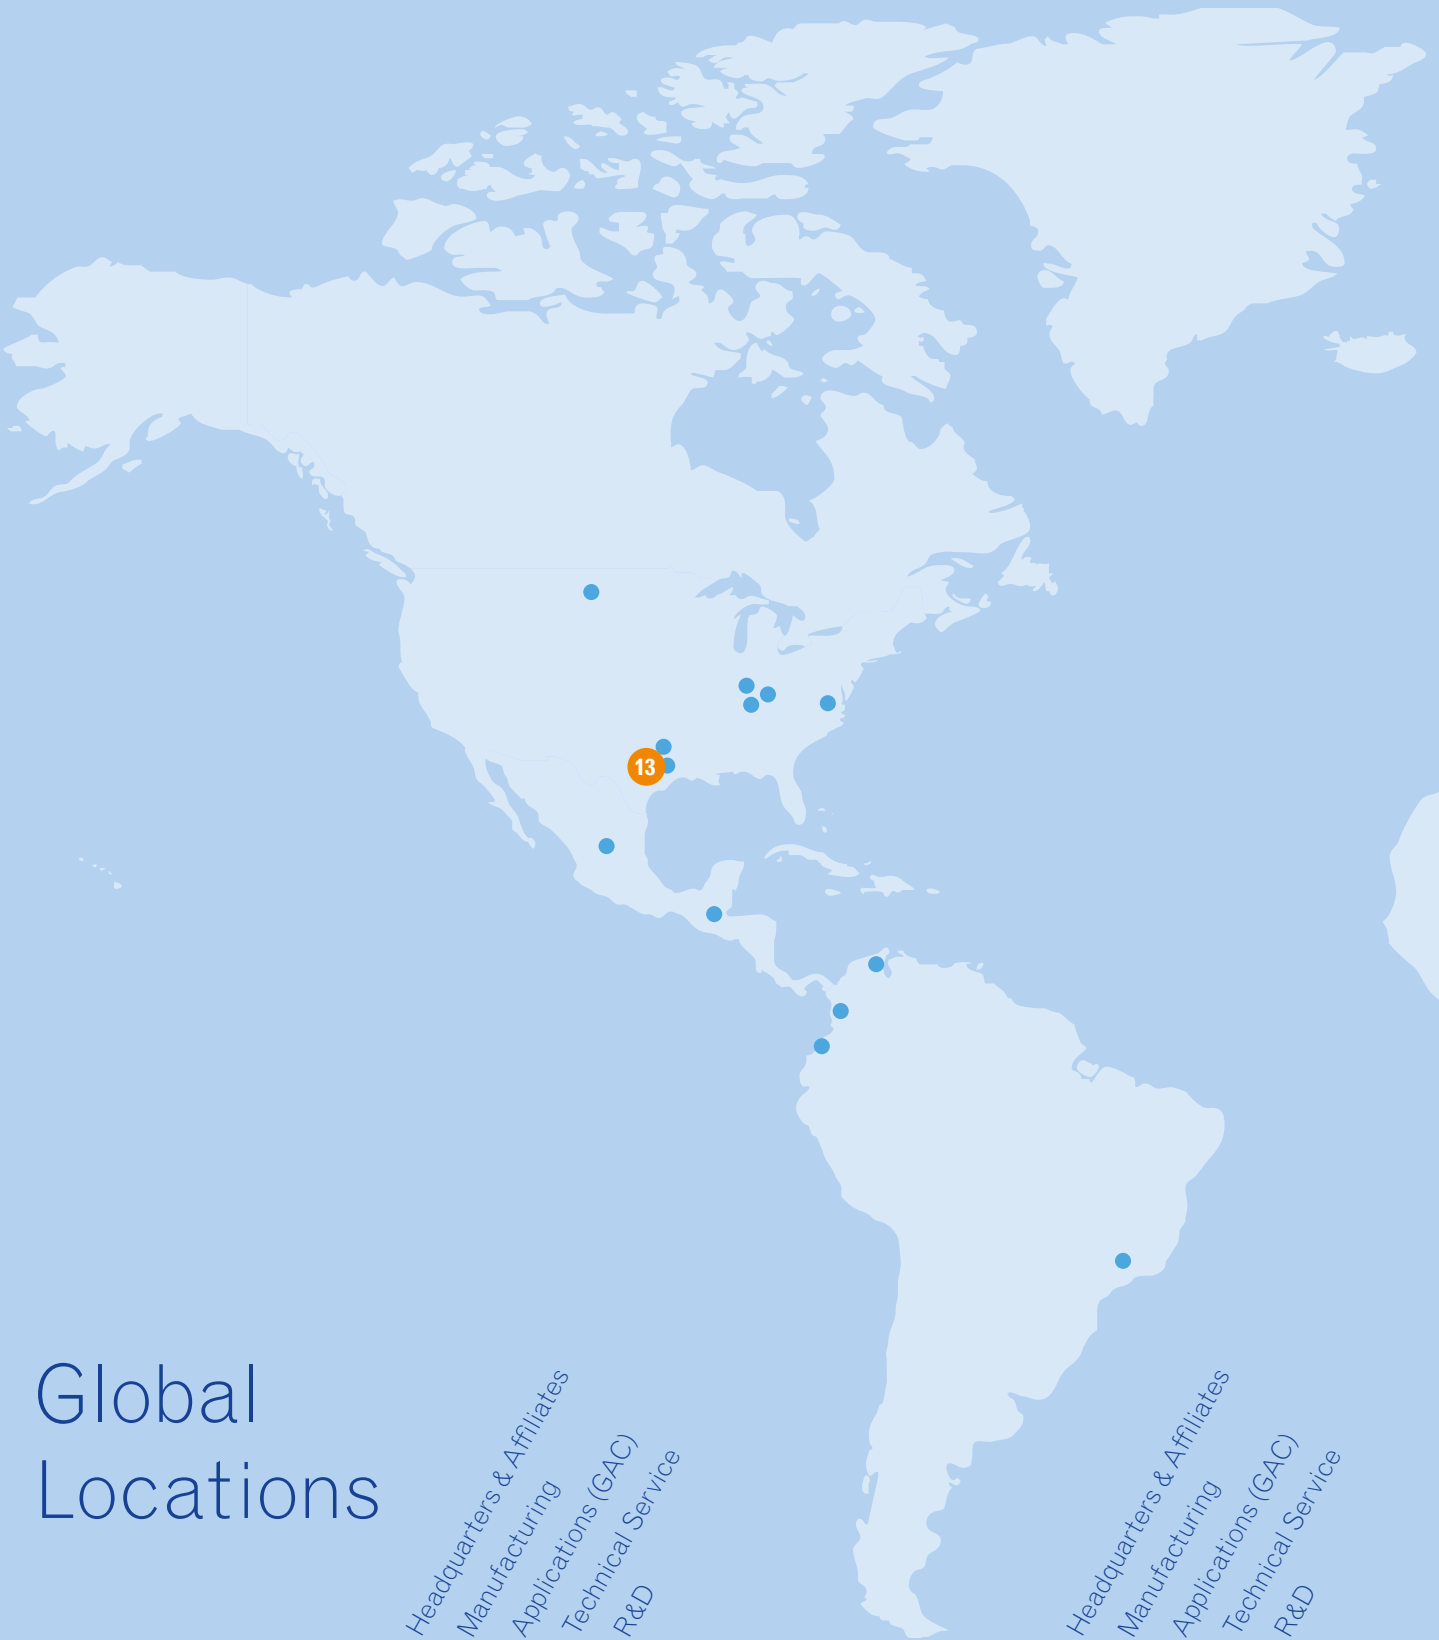 13
Global
Locations
Headquarters & Affiliates
Manufacturing
Applications (GAC)
Technical Service
R&D
Headquarters & Affiliates
Manufacturing
Applications (GAC)
Technical Service
R&D